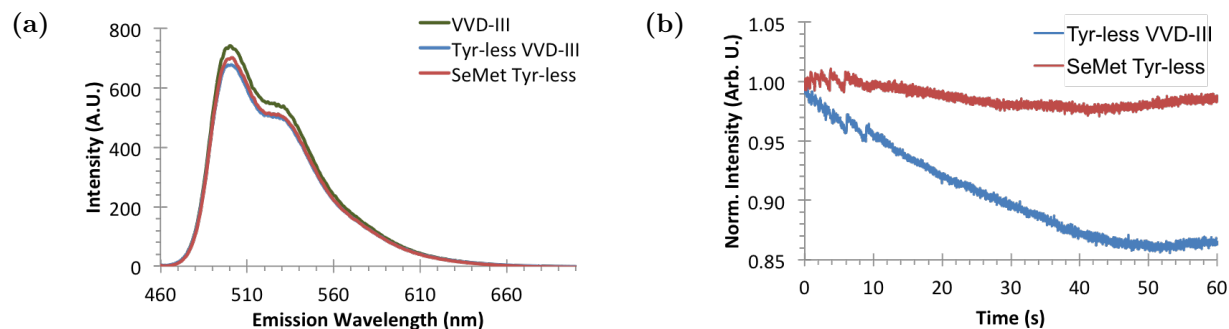 (a)
VVD-III
Tyr-less VVD-III
SeMet Tyr-less
Intensity (A.U.)
800
600
400
200
0
460
510
560
610
660
Emission Wavelength (nm)
(b)
Tyr-less VVD-III
SeMet Tyr-less
Norm. Intensity (Arb. U.)
1.05
1.00
0.95
0.90
0.85
0
10
20
30
40
50
60
Time (s)